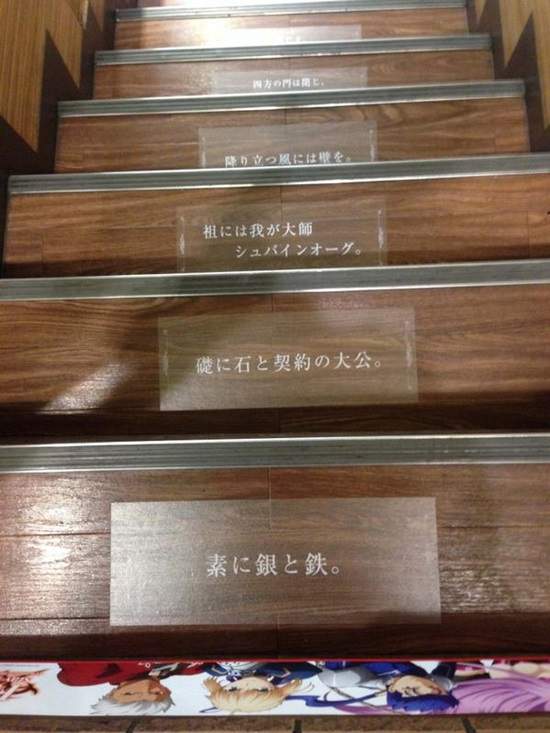 素に銀と鉄。
礎に石と契約の大公。
祖には我が大師
シュバインオーグ。
降り立つ風には壁を。
四方の門は閉じ、